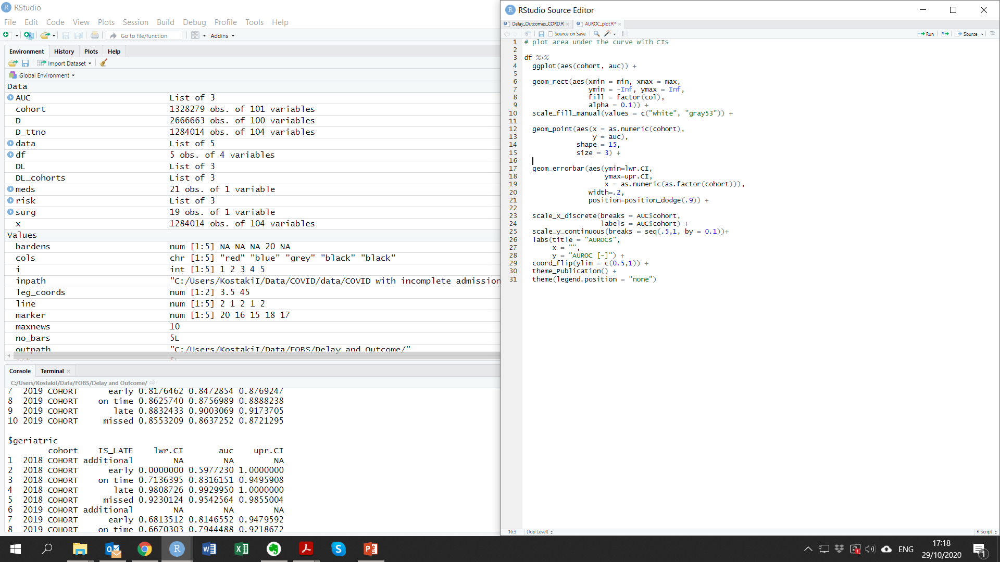 RStudio
File Edit Code View Plots Session Build Debug Profile Tools Help
Go to file/function Addins
Environment History Plots Help
Import Dataset
Global Environment
Data
AUC List of 3
cohort 1328279 obs. of 101 variables
D 2666663 obs. of 100 variables
D_ttno 1284014 obs. of 104 variables
data List of 5
df 5 obs. of 4 variables
DL List of 3
DL_cohorts List of 3
meds 21 obs. of 1 variable
risk List of 3
surg 19 obs. of 1 variable
x 1284014 obs. of 104 variables
Values
bardens num [1:5] NA NA NA 20 NA
cols chr [1:5] "red" "blue" "grey" "black" "black"
i int [1:5] 1 2 3 4 5
inpath "C:/Users/KostakiI/Data/COVID/data/COVID with incomplete admission
leg_coords num [1:2] 3.5 45
line num [1:5] 2 1 2 1 2
marker num [1:5] 20 16 15 18 17
maxnews 10
no_bars 5L
outpath "C:/Users/KostakiI/Data/FOBS/Delay and Outcome/"
Console Terminal
C:/Users/KostakiI/Data/FOBS/Delay and Outcome/
7 2019 COHORT early 0.8176462 0.8472854 0.8769247
8 2019 COHORT on time 0.8625740 0.8756989 0.8888238
9 2019 COHORT late 0.8832433 0.9003069 0.9173705
10 2019 COHORT missed 0.8553209 0.8637252 0.8721295
$geriatric
cohort IS_LATE lwr.CI auc upr.CI
1 2018 COHORT additional NA NA NA
2 2018 COHORT early 0.0000000 0.5977230 1.0000000
3 2018 COHORT on time 0.7136395 0.8316151 0.9495908
4 2018 COHORT late 0.9808726 0.9929950 1.0000000
5 2018 COHORT missed 0.9230124 0.9542564 0.9855004
6 2019 COHORT additional NA NA NA
7 2019 COHORT early 0.6813512 0.8146552 0.9479592
8 2019 COHORT on time 0.6670303 0.7944488 0.9218672
RStudio Source Editor
Delay_Outcomes_CORD.R AUROC_plot.R*
Source on Save Run Source
1 # plot area under the curve with CIs
2
3 df %>%
4 ggplot(aes(cohort, auc)) +
5
6 geom_rect(aes(xmin = min, xmax = max,
7 ymin = -Inf, ymax = Inf,
8 fill = factor(col),
9 alpha = 0.1)) +
10 scale_fill_manual(values = c("white", "gray53")) +
11
12 geom_point(aes(x = as.numeric(cohort),
13 y = auc),
14 shape = 15,
15 size = 3) +
16
17 geom_errorbar(aes(ymin=lwr.CI,
18 ymax=upr.CI,
19 x = as.numeric(as.factor(cohort))),
20 width=.2,
21 position=position_dodge(.9)) +
22
23 scale_x_discrete(breaks = AUC$cohort,
24 labels = AUC$cohort) +
25 scale_y_continuous(breaks = seq(.5,1, by = 0.1))+
26 labs(title = "AUROCs",
27 x = "",
28 y = "AUROC [-]") +
29 coord_flip(ylim = c(0.5,1)) +
30 theme_Publication() +
31 theme(legend.position = "none")
16:3 (Top Level) R Script
ENG 17:18
29/10/2020
1